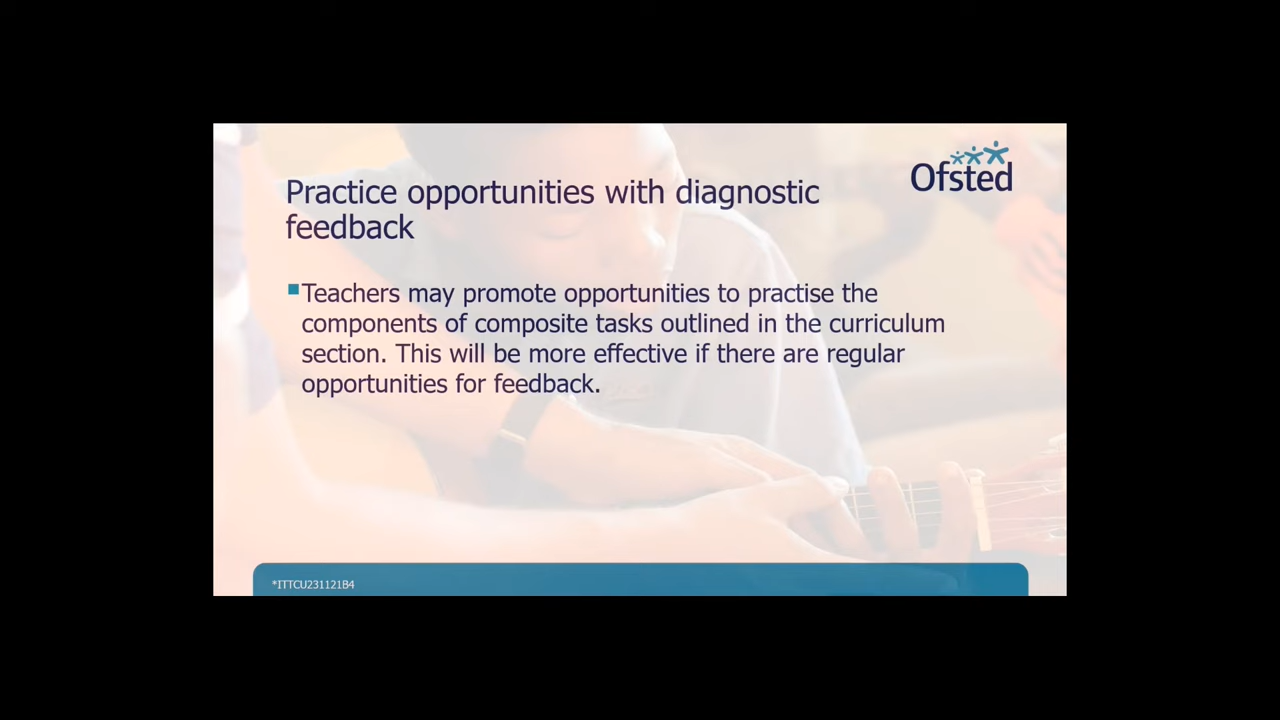 Ofsted
Practice opportunities with diagnostic
feedback
Teachers may promote opportunities to practise the
components of composite tasks outlined in the curriculum
section. This will be more effective if there are regular
opportunities for feedback.
*ITTCU231121B4